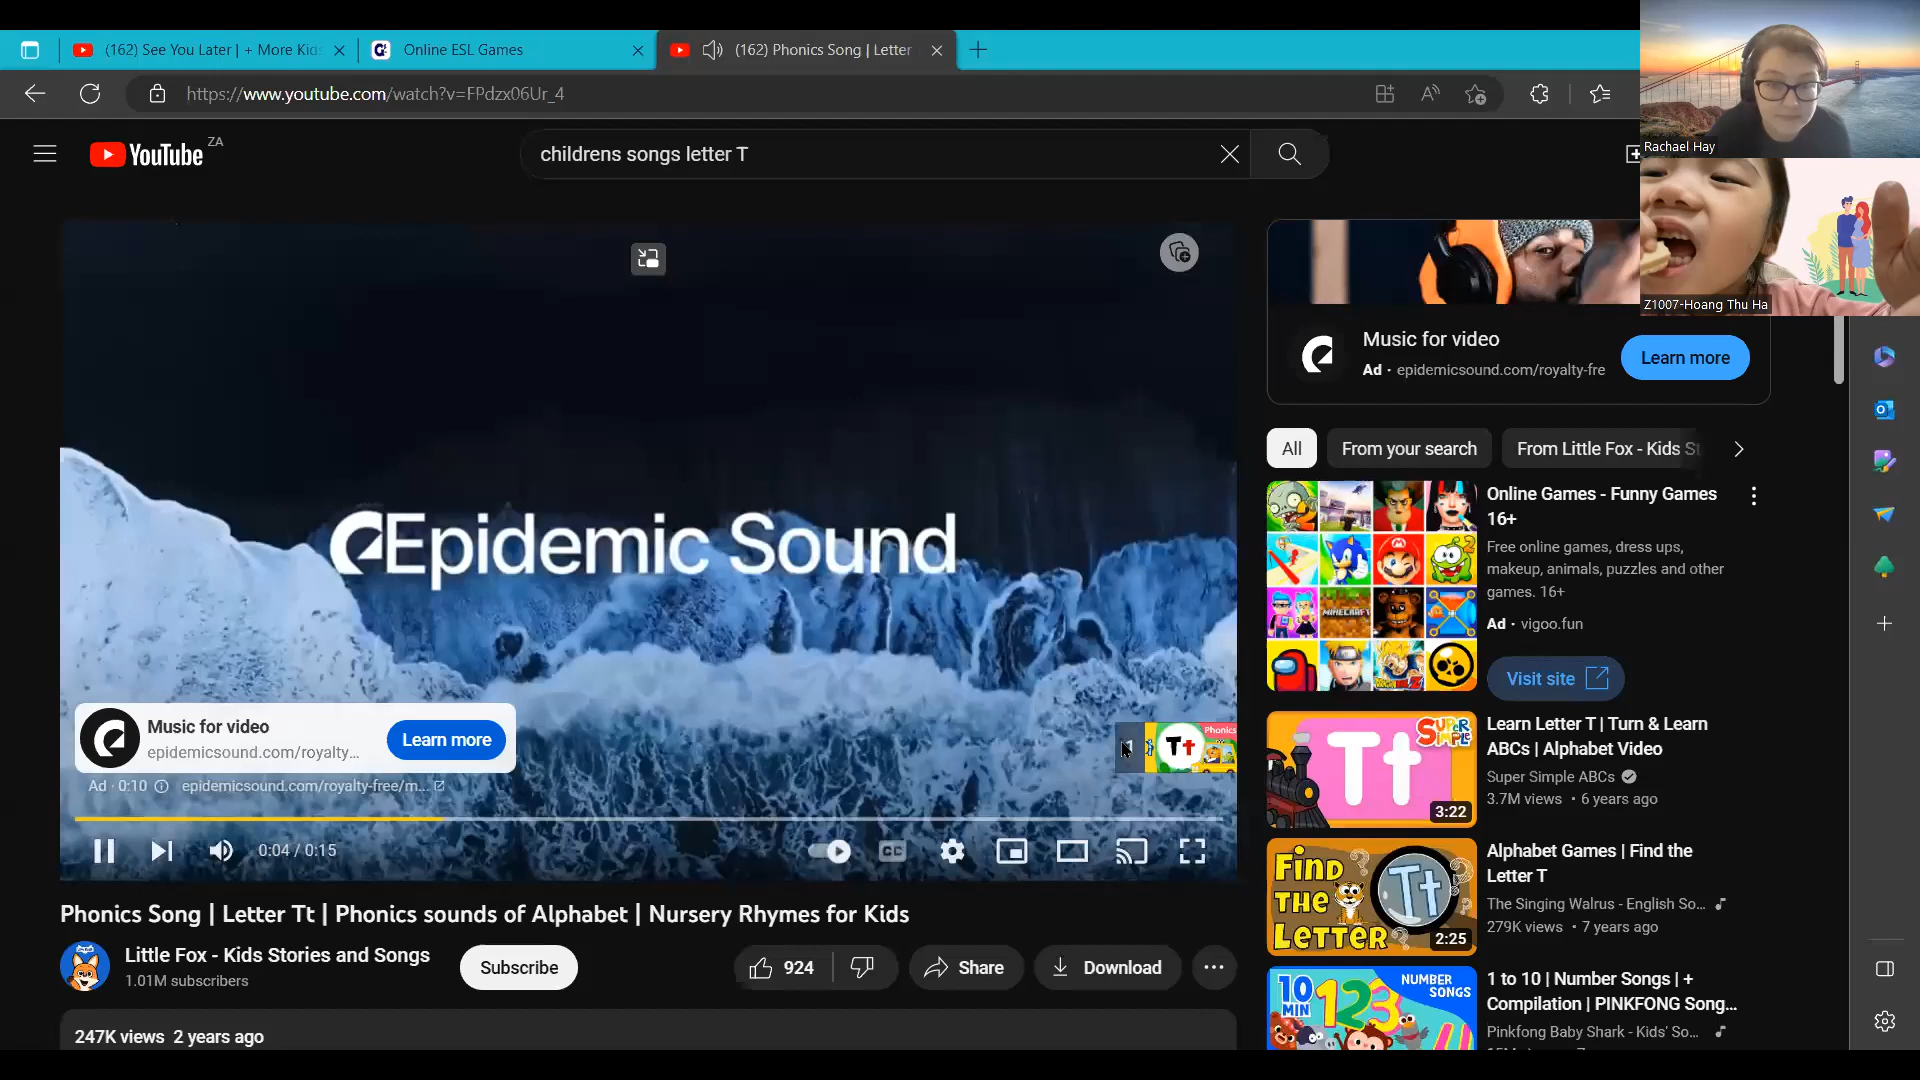 (162) See You Later | + More Kids
Online ESL Games
(162) Phonics Song | Letter
https://www.youtube.com/watch?v=FPdzx06Ur_4
YouTube ZA
childrens songs letter T
Rachael Hay
Z1007-Hoang Thu Ha
Epidemic Sound
Music for video
epidemicsound.com/royalty...
Learn more
Phonics
Tt
Ad · 0:10
epidemicsound.com/royalty-free/m...
0:04 / 0:15
CC
Phonics Song | Letter Tt | Phonics sounds of Alphabet | Nursery Rhymes for Kids
Little Fox - Kids Stories and Songs
1.01M subscribers
Subscribe
924
Share
Download
247K views 2 years ago
Music for video
Ad · epidemicsound.com/royalty-fre
Learn more
All
From your search
From Little Fox - Kids St
MINECRAFT
Online Games - Funny Games
16+
Free online games, dress ups,
makeup, animals, puzzles and other
games. 16+
Ad · vigoo.fun
Visit site
SUPER
SIMPLE
Tt
3:22
Learn Letter T | Turn & Learn
ABCs | Alphabet Video
Super Simple ABCs
3.7M views • 6 years ago
FIND
THE
LETTER
Tt
2:25
Alphabet Games | Find the
Letter T
The Singing Walrus - English So...
279K views • 7 years ago
10
MIN
123
NUMBER
SONGS
1 to 10 | Number Songs | +
Compilation | PINKFONG Song...
Pinkfong Baby Shark - Kids' So...